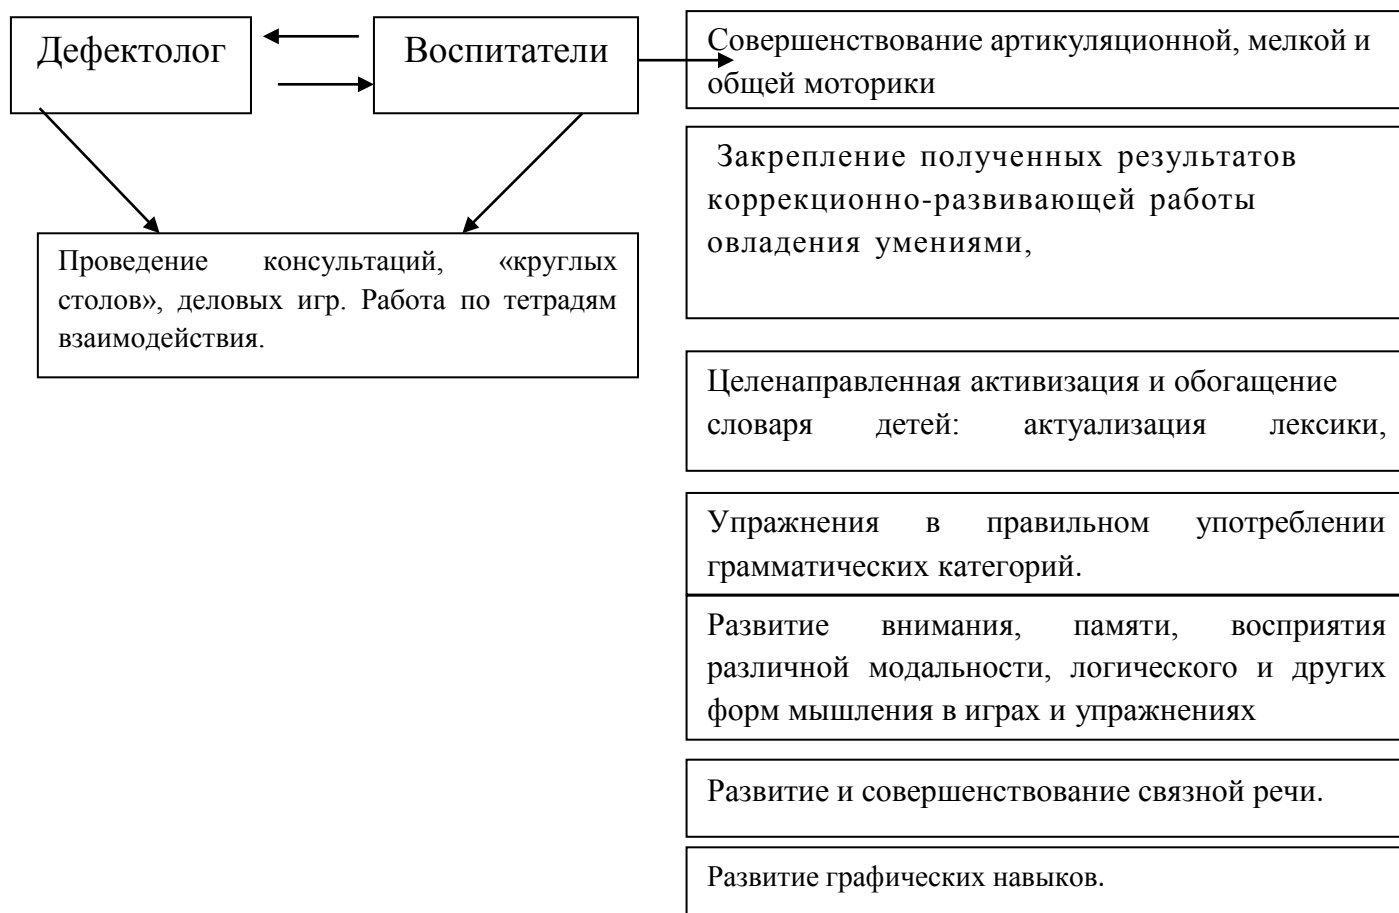 Дефектолог
Воспитатели
Проведение консультаций, «круглых
столов», деловых игр. Работа по тетрадям
взаимодействия.
Совершенствование артикуляционной, мелкой и
общей моторики
Закрепление полученных результатов
коррекционно-развивающей работы
овладения умениями,
Целенаправленная активизация и обогащение
словаря детей: актуализация лексики,
Упражнения в правильном употреблении
грамматических категорий.
Развитие внимания, памяти, восприятия
различной модальности, логического и других
форм мышления в играх и упражнениях
Развитие и совершенствование связной речи.
Развитие графических навыков.